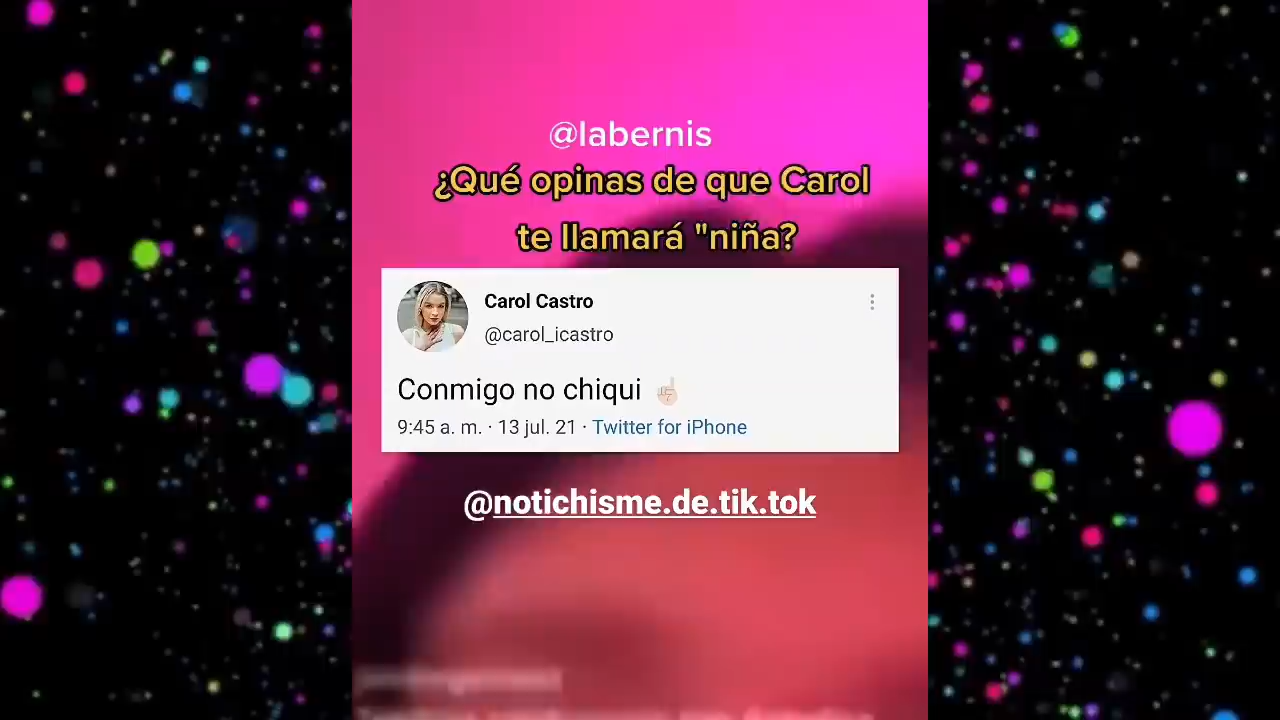 @labernis
¿Qué opinas de que Carol
te llamará "niña?
Carol Castro
@carol_icastro
Conmigo no chiqui ☝🏻
9:45 a. m. · 13 jul. 21 · Twitter for iPhone
@notichisme.de.tik.tok